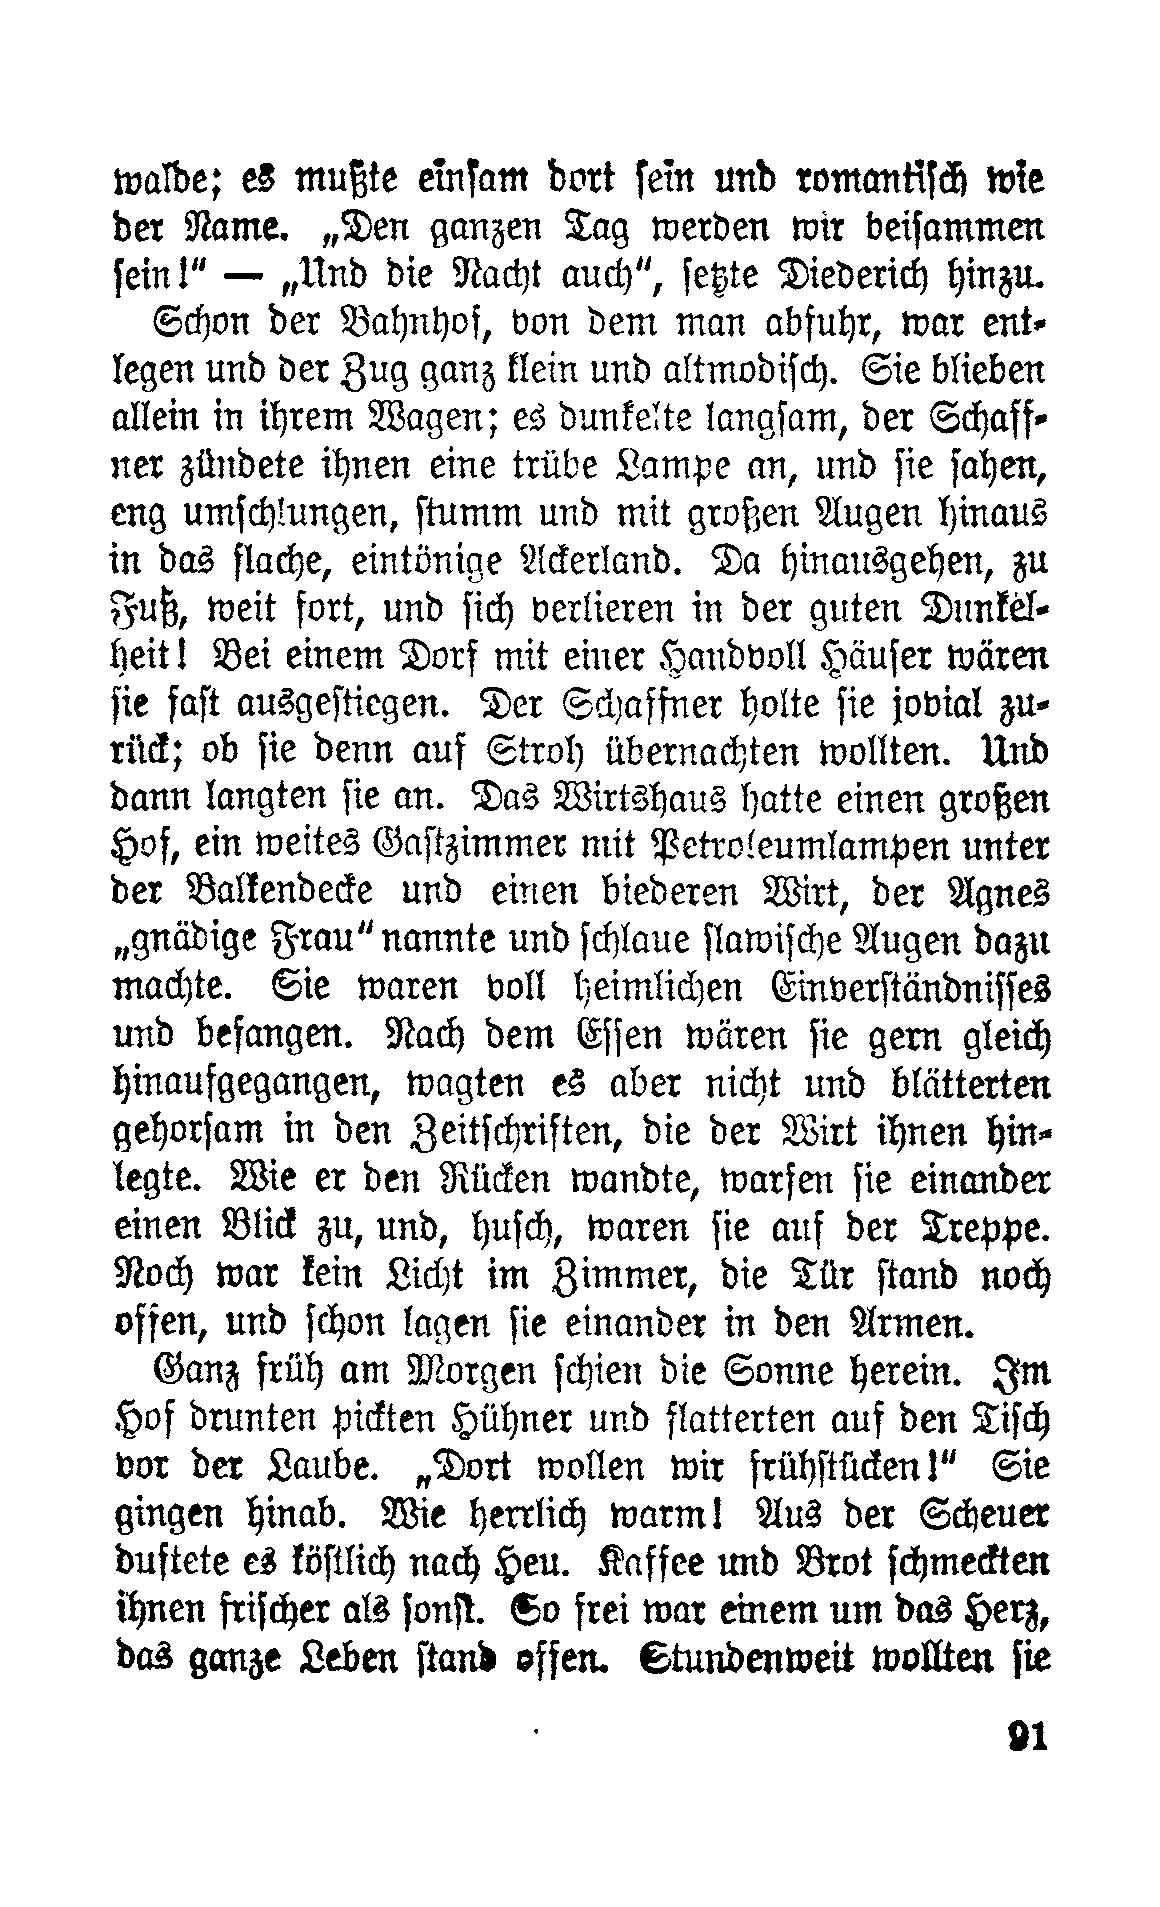 walde; es mußte einsam dort sein und romantisch wie
der Name. „Den ganzen Tag werden wir beisammen
sein!“ — „Und die Nacht auch“, setzte Diederich hinzu.
Schon der Bahnhof, von dem man abfuhr, war ent-
legen und der Zug ganz klein und altmodisch. Sie blieben
allein in ihrem Wagen; es dunkelte langsam, der Schaff-
ner zündete ihnen eine trübe Lampe an, und sie sahen,
eng umschlungen, stumm und mit großen Augen hinaus
in das flache, eintönige Ackerland. Da hinausgehen, zu
Fuß, weit fort, und sich verlieren in der guten Dunkel-
heit! Bei einem Dorf mit einer Handvoll Häuser wären
sie fast ausgestiegen. Der Schaffner holte sie jovial zu-
rück; ob sie denn auf Stroh übernachten wollten. Und
dann langten sie an. Das Wirtshaus hatte einen großen
Hof, ein weites Gastzimmer mit Petroleumlampen unter
der Balkendecke und einen biederen Wirt, der Agnes
„gnädige Frau“ nannte und schlaue slawische Augen dazu
machte. Sie waren voll heimlichen Einverständnisses
und befangen. Nach dem Essen wären sie gern gleich
hinaufgegangen, wagten es aber nicht und blätterten
gehorsam in den Zeitschriften, die der Wirt ihnen hin-
legte. Wie er den Rücken wandte, warfen sie einander
einen Blick zu, und, husch, waren sie auf der Treppe.
Noch war kein Licht im Zimmer, die Tür stand noch
offen, und schon lagen sie einander in den Armen.
Ganz früh am Morgen schien die Sonne herein. Im
Hof drunten pickten Hühner und flatterten auf den Tisch
vor der Laube. „Dort wollen wir frühstücken!“ Sie
gingen hinab. Wie herrlich warm! Aus der Scheuer
duftete es köstlich nach Heu. Kaffee und Brot schmeckten
ihnen frischer als sonst. So frei war einem um das Herz,
das ganze Leben stand offen. Stundenweit wollten sie
91